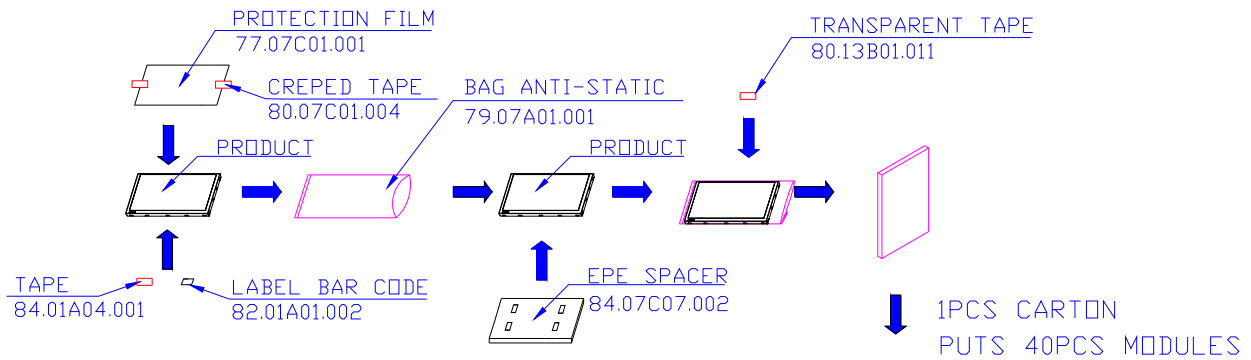 PROTECTION FILM
77.07C01.001
CREPED TAPE
80.07C01.004
BAG ANTI-STATIC
79.07A01.001
TRANSPARENT TAPE
80.13B01.011
PRODUCT
PRODUCT
TAPE
84.01A04.001
LABEL BAR CODE
82.01A01.002
EPE SPACER
84.07C07.002
1PCS CARTON
PUTS 40PCS MODULES